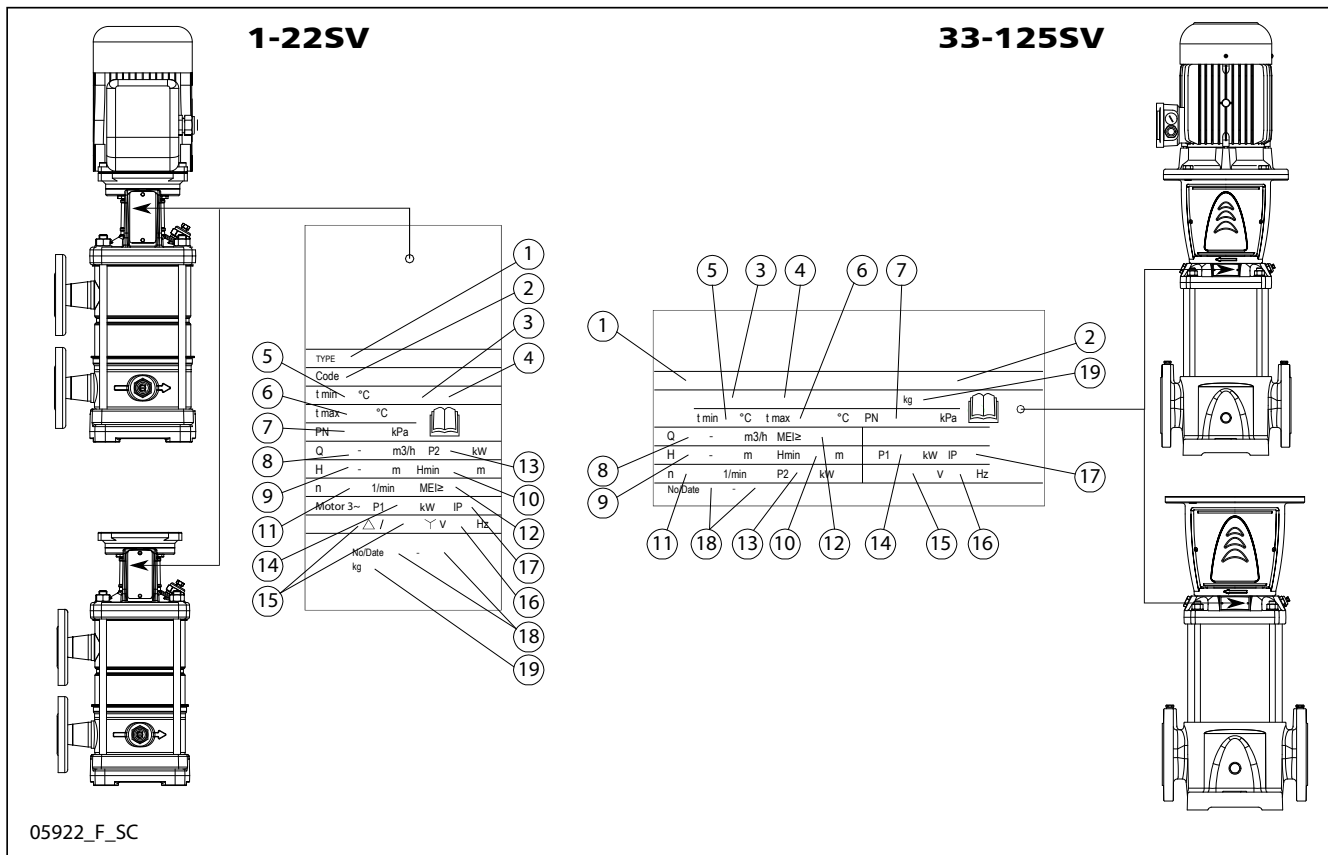 1-22SV
33-125SV
1
2
3
4
5
6
7
8
9
10
11
12
13
14
15
16
17
18
19
TYPE
Code
t min °C
t max °C
PN kPa
Q - m3/h P2 kW
H - m Hmin m
n 1/min MEI≥
Motor 3~ P1 kW IP
△ / Y V Hz
No/Date -
kg
5 3 4 6 7
1 2
19
kg
t min °C t max °C PN kPa
Q - m3/h MEI≥
H - m Hmin m P1 kW IP
n 1/min P2 kW V Hz
No/Date -
8
9
17
11 18 13 10 12 14 15 16
05922_F_SC